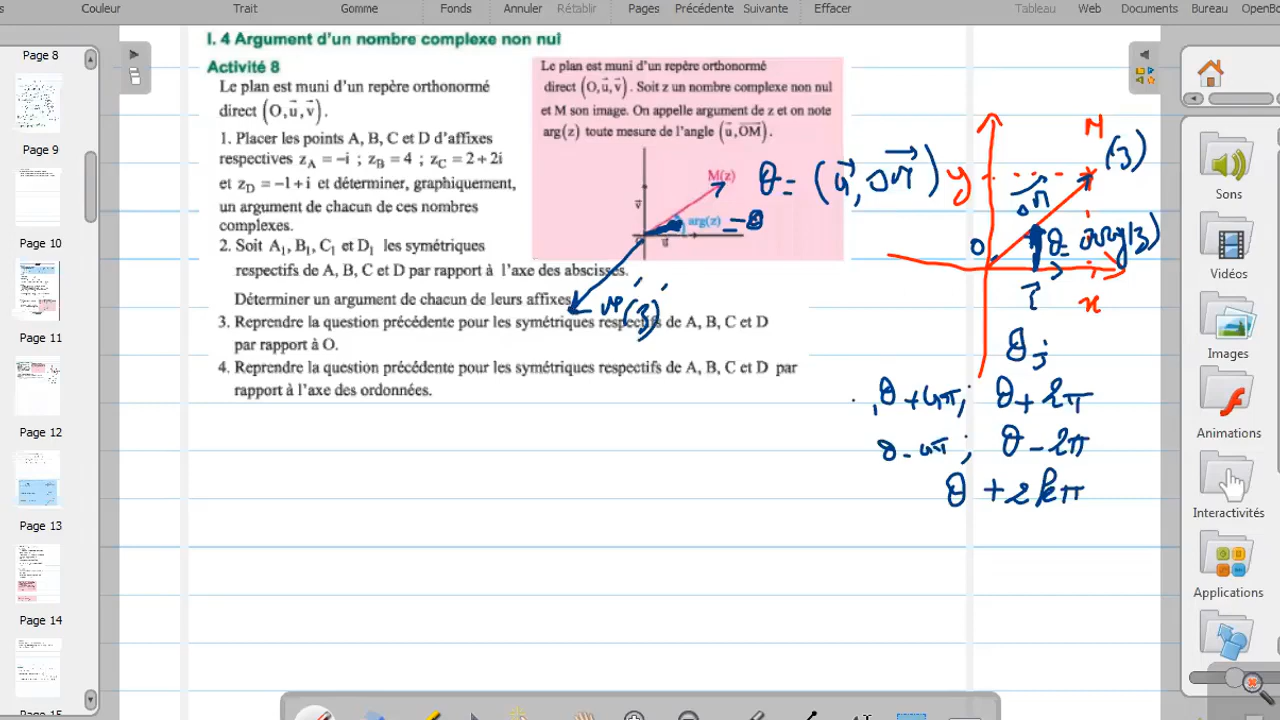 Couleur Trait Gomme Fonds Annuler Rétablir Pages Précédente Suivante Effacer Tableau Web Documents Bureau OpenBo
Page 8
Page 9
Page 10
Page 11
Page 12
Page 13
Page 14
Page 15
I. 4 Argument d'un nombre complexe non nul
Activité 8
Le plan est muni d'un repère orthonormé
direct (O, u⃗, v⃗).
1. Placer les points A, B, C et D d'affixes
respectives z_A = −i ; z_B = 4 ; z_C = 2 + 2i
et z_D = −1 + i et déterminer, graphiquement,
un argument de chacun de ces nombres
complexes.
2. Soit A₁, B₁, C₁ et D₁ les symétriques
respectifs de A, B, C et D par rapport à l'axe des abscisses.
Déterminer un argument de chacun de leurs affixes
3. Reprendre la question précédente pour les symétriques respectifs de A, B, C et D
par rapport à O.
4. Reprendre la question précédente pour les symétriques respectifs de A, B, C et D par
rapport à l'axe des ordonnées.
Le plan est muni d'un repère orthonormé
direct (O, u⃗, v⃗). Soit z un nombre complexe non nul
et M son image. On appelle argument de z et on note
arg(z) toute mesure de l'angle (u⃗, OM⃗).
M(z)
v⃗
arg(z) = θ
u⃗
θ = (u⃗, OM⃗)
M
(z)
y
OM
O
θ = arg(z)
i⃗
x
θ ;
θ + 4π ; θ + 2π
θ − 4π ; θ − 2π
θ + 2kπ
Sons
Vidéos
Images
Animations
Interactivités
Applications